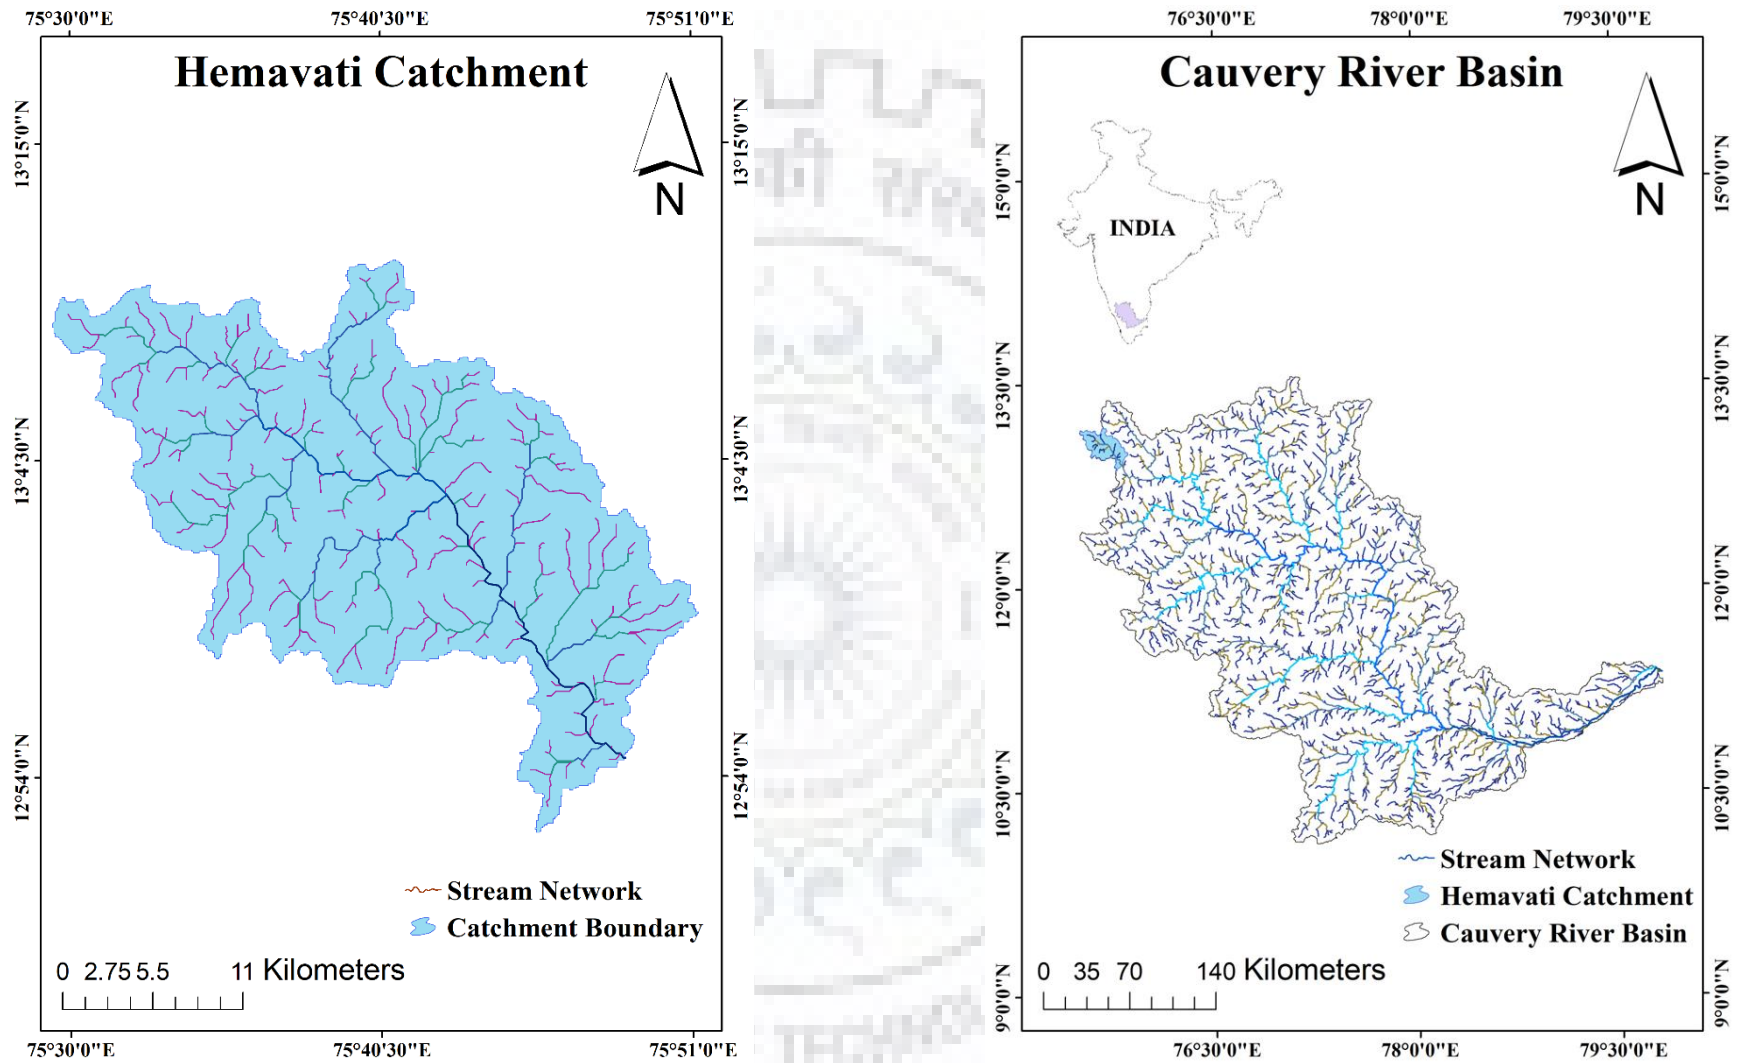 75°30'0"E 75°40'30"E 75°51'0"E
Hemavati Catchment
13°15'0"N
13°15'0"N
N
13°4'30"N
13°4'30"N
12°54'0"N
12°54'0"N
Stream Network
Catchment Boundary
0 2.75 5.5 11 Kilometers
75°30'0"E 75°40'30"E 75°51'0"E
76°30'0"E 78°0'0"E 79°30'0"E
Cauvery River Basin
15°0'0"N
15°0'0"N
N
INDIA
13°30'0"N
13°30'0"N
12°0'0"N
12°0'0"N
10°30'0"N
10°30'0"N
Stream Network
Hemavati Catchment
Cauvery River Basin
0 35 70 140 Kilometers
9°0'0"N
9°0'0"N
76°30'0"E 78°0'0"E 79°30'0"E